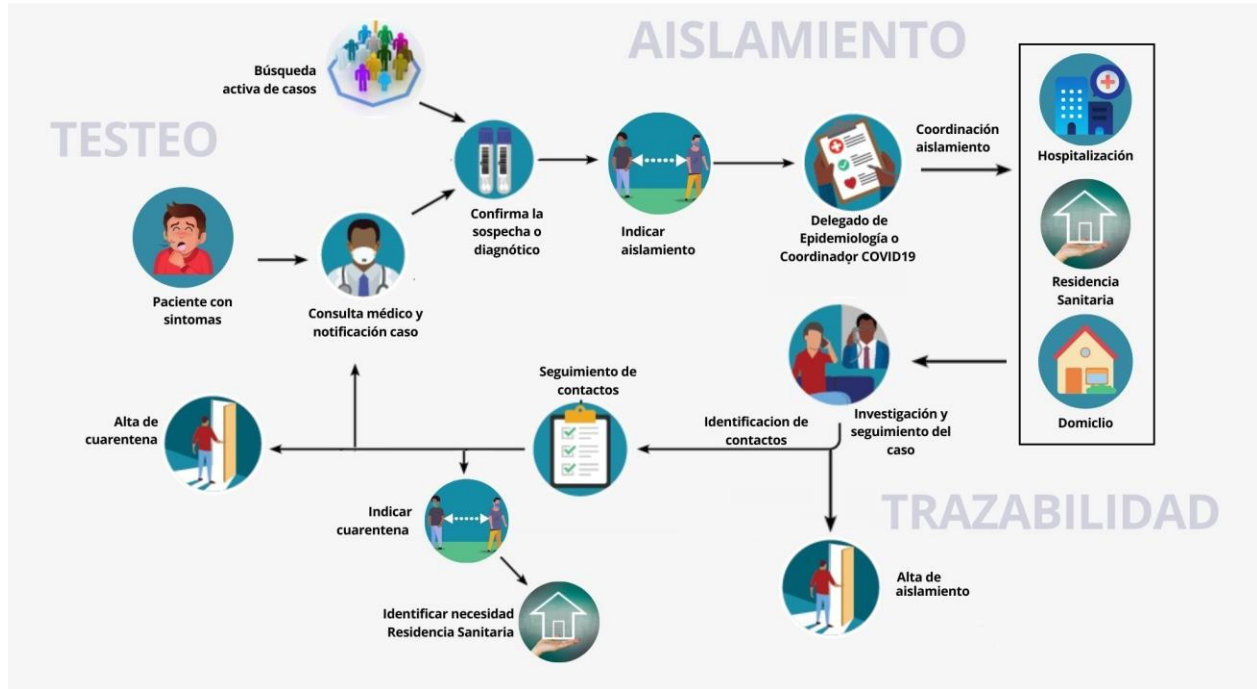 AISLAMIENTO
Búsqueda
activa de casos
TESTEO
Coordinación
aislamiento
Hospitalización
Confirma la
sospecha o
diagnótico
Indicar
aislamiento
Delegado de
Epidemiología o
Coordinador COVID19
Paciente con
sintomas
Consulta médico y
notificación caso
Residencia
Sanitaria
Seguimiento de
contactos
Alta de
cuarentena
Identificacion de
contactos
Investigación y
seguimiento del
caso
Domiclio
TRAZABILIDAD
Indicar
cuarentena
Alta de
aislamiento
Identificar necesidad
Residencia Sanitaria